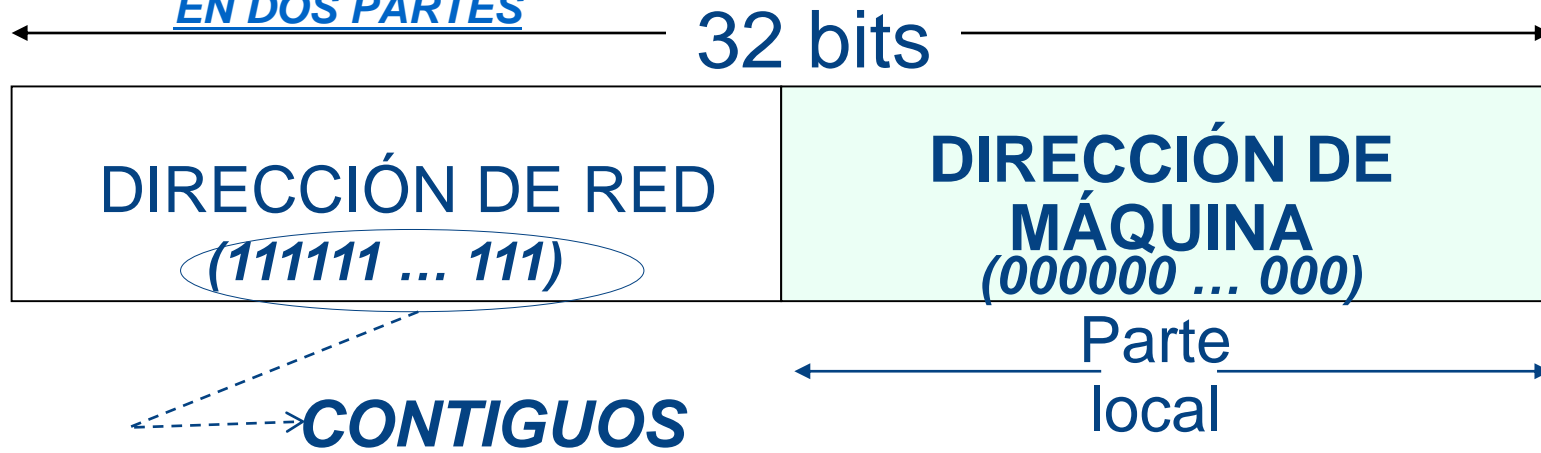 EN DOS PARTES
32 bits
DIRECCIÓN DE RED
(111111 ... 111)
DIRECCIÓN DE
MÁQUINA
(000000 ... 000)
Parte
local
CONTIGUOS